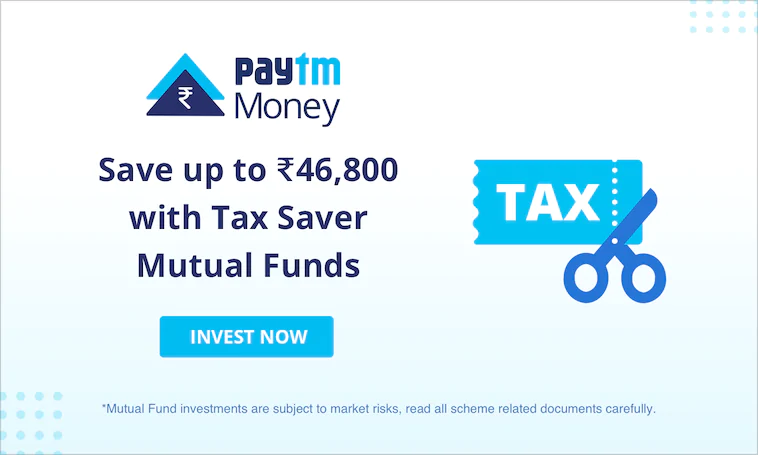 ₹
paytm
Money
Save up to ₹46,800
with Tax Saver
Mutual Funds
TAX
INVEST NOW
*Mutual Fund investments are subject to market risks, read all scheme related documents carefully.